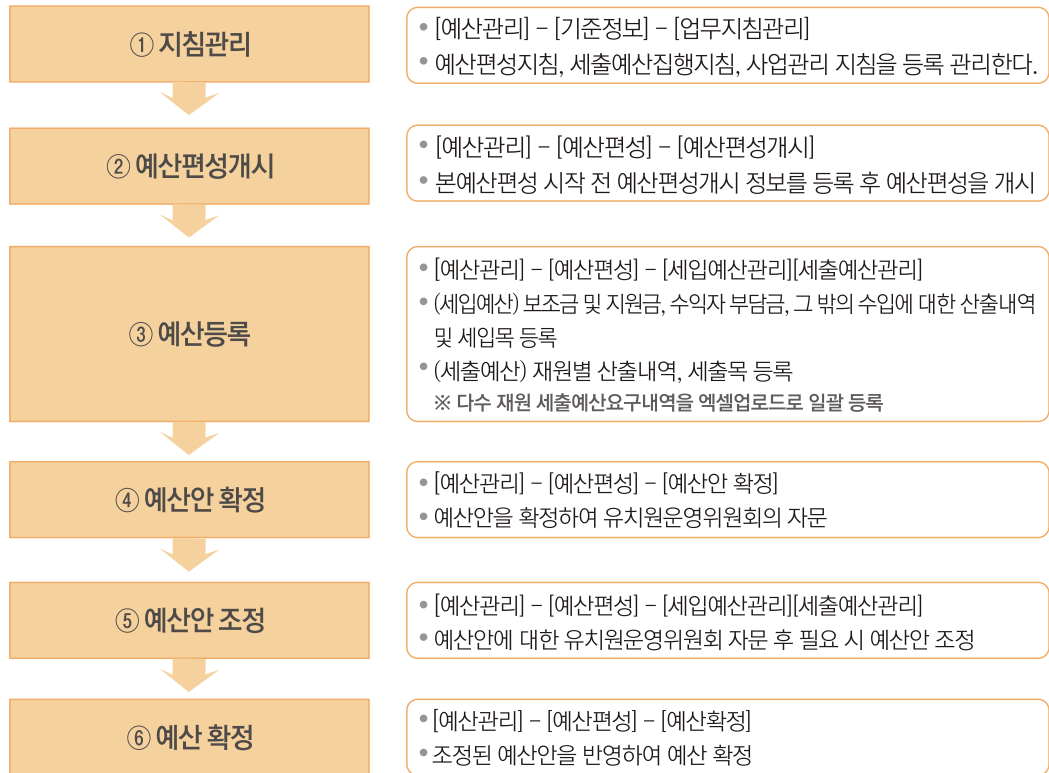 ① 지침관리
• [예산관리] – [기준정보] – [업무지침관리]
• 예산편성지침, 세출예산집행지침, 사업관리 지침을 등록 관리한다.
② 예산편성개시
• [예산관리] – [예산편성] – [예산편성개시]
• 본예산편성 시작 전 예산편성개시 정보를 등록 후 예산편성을 개시
③ 예산등록
• [예산관리] – [예산편성] – [세입예산관리][세출예산관리]
• (세입예산) 보조금 및 지원금, 수익자 부담금, 그 밖의 수입에 대한 산출내역
및 세입목 등록
• (세출예산) 재원별 산출내역, 세출목 등록
※ 다수 재원 세출예산요구내역을 엑셀업로드로 일괄 등록
④ 예산안 확정
• [예산관리] – [예산편성] – [예산안 확정]
• 예산안을 확정하여 유치원운영위원회의 자문
⑤ 예산안 조정
• [예산관리] – [예산편성] – [세입예산관리][세출예산관리]
• 예산안에 대한 유치원운영위원회 자문 후 필요 시 예산안 조정
⑥ 예산 확정
• [예산관리] – [예산편성] – [예산확정]
• 조정된 예산안을 반영하여 예산 확정